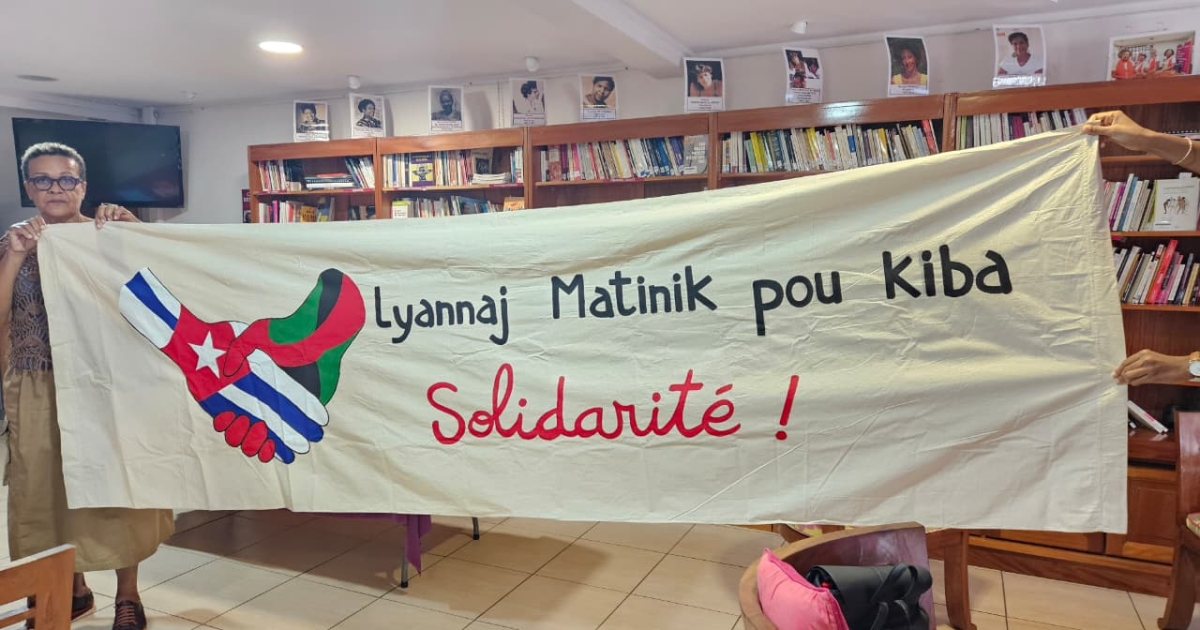 Lyannaj Matinik pou Kiba
Solidarité !